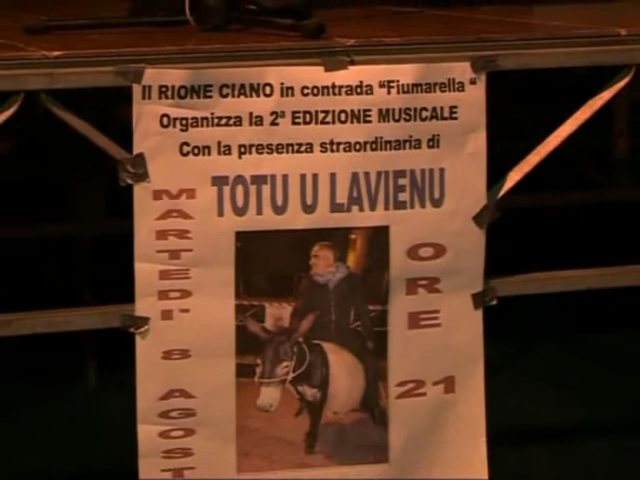 Il RIONE CIANO in contrada "Fiumarella "
Organizza la 2ª EDIZIONE MUSICALE
Con la presenza straordinaria di
TOTU U LAVIENU
MARTEDI' 8 AGOST
ORE
21